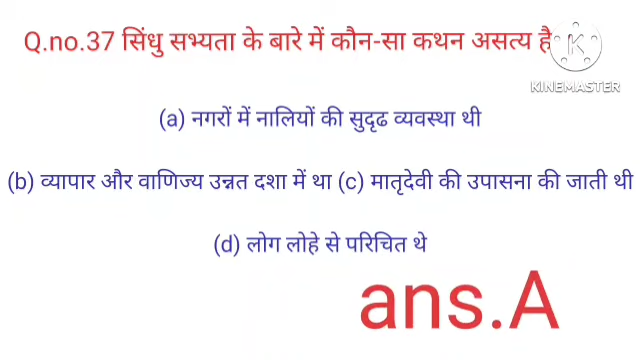 Q.no.37 सिंधु सभ्यता के बारे में कौन-सा कथन असत्य है
K
KINEMASTER
(a) नगरों में नालियों की सुदृढ व्यवस्था थी
(b) व्यापार और वाणिज्य उन्नत दशा में था (c) मातृदेवी की उपासना की जाती थी
(d) लोग लोहे से परिचित थे
ans.A